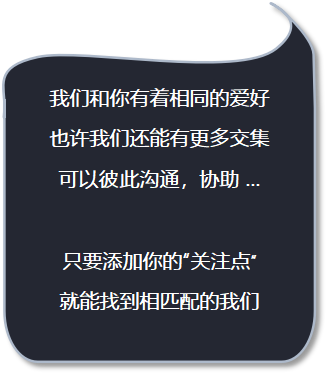 我们和你有着相同的爱好
也许我们还能有更多交集
可以彼此沟通，协助 ...
只要添加你的“关注点”
就能找到相匹配的我们